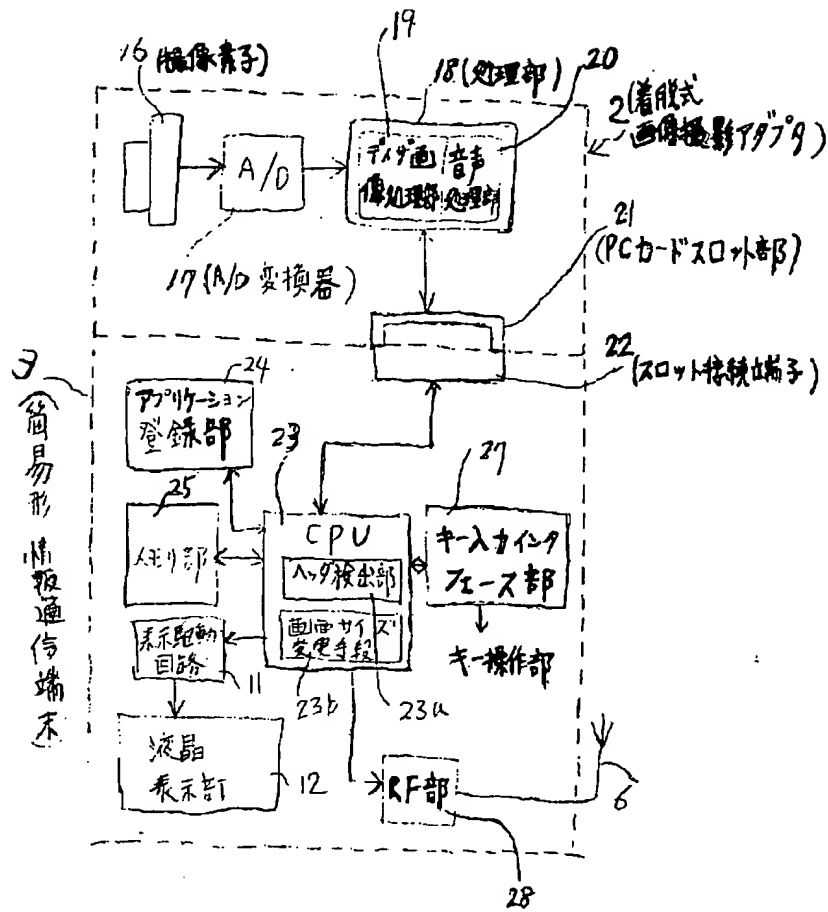 19
16(撮像素子)
18(処理部)
20
2(着脱式
画像撮影アダプタ)
A/D
ディジタル画
像処理部
音声
処理部
21
(PCカードスロット部)
17(A/D変換器)
22
(スロット接続端子)
3
(簡易形情報通信端末)
24
アプリケーション
登録部
23
27
25
メモリ部
CPU
ヘッダ検出部
画面サイズ
変更手段
キー入力インタ
フェース部
表示駆動
回路
11
23b
23a
キー操作部
液晶
表示部
12
RF部
6
28